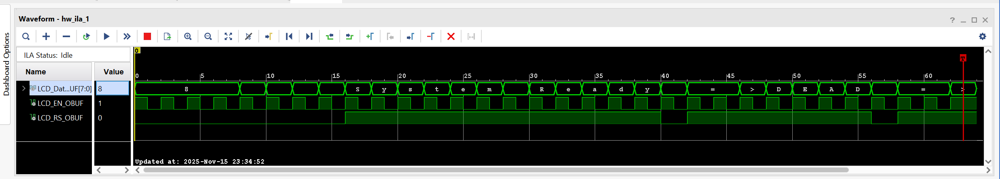 Dashboard Options
Waveform - hw_ila_1
?
ILA Status: Idle
Name Value
LCD_Dat...UF[7:0] 8
LCD_EN_OBUF 1
LCD_RS_OBUF 0
0
T
0 5 10 15 20 25 30 35 40 45 50 55 60
8 S y s t e m R e a d y = > D E A D = >
Updated at: 2025-Nov-15 23:34:52